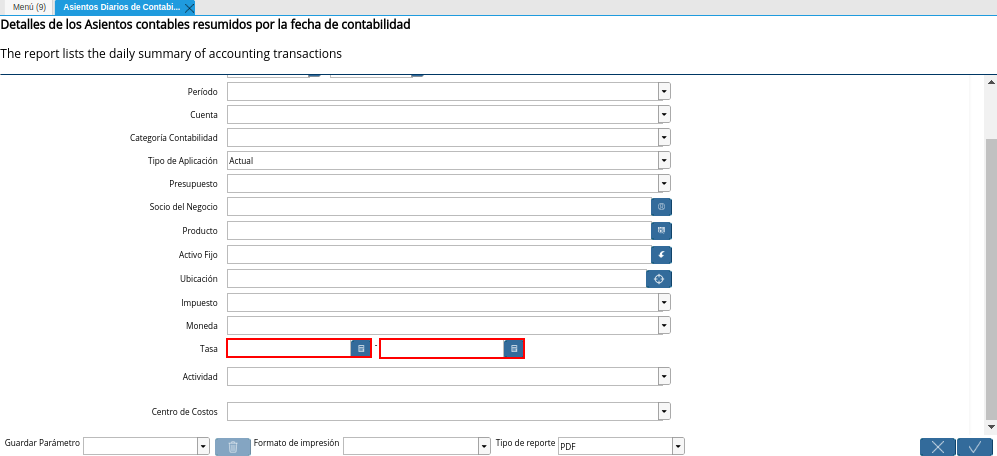 Menú (9)
Asientos Diarios de Contabi...
Detalles de los Asientos contables resumidos por la fecha de contabilidad
The report lists the daily summary of accounting transactions
Período
Cuenta
Categoría Contabilidad
Tipo de Aplicación Actual
Presupuesto
Socio del Negocio
Producto
Activo Fijo
Ubicación
Impuesto
Moneda
Tasa -
Actividad
Centro de Costos
Guardar Parámetro Formato de impresión Tipo de reporte PDF